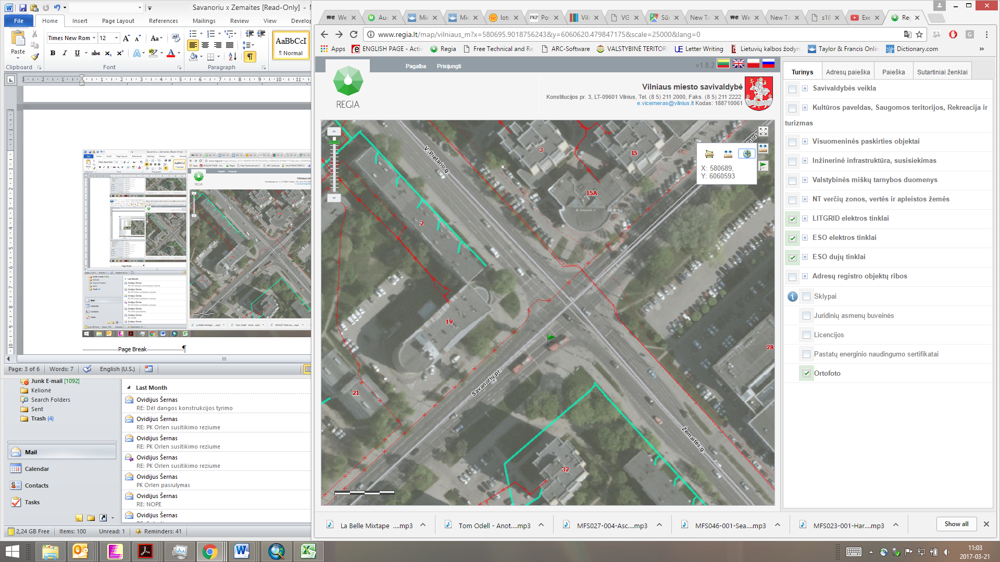 Savanoriu x Zemaites [Read-Only] -
File
Home
Insert
Page Layout
References
Mailings
Review
View
Develop
Paste
Clipboard
Times New Rom
12
Font
Paragraph
AaBbCcI
¶ Normal
Page Break
Page: 3 of 6
Words: 7
English (U.S.)
Junk E-mail [1092]
Kelionė
Search Folders
Sent
Trash (4)
Mail
Calendar
Contacts
Tasks
Last Month
Ovidijus Šernas
RE: Dėl dangos konstrukcijos tyrimo
Ovidijus Šernas
RE: PK Orlen susitikimo reziume
Ovidijus Šernas
RE: PK Orlen susitikimo reziume
Ovidijus Šernas
RE: PK Orlen susitikimo reziume
Ovidijus Šernas
PK Orlen pasiulymas
Ovidijus Šernas
RE: NOPE
Ovidijus Šernas
2,24 GB Free
Items: 100
Unread: 1
Reminders: 41
We
Auc
Mic
Mic
lotu
Pov
Viln
VG
Sūd
New Ta
We
New Ta
s18
Exe
Reg
www.regia.lt/map/vilniaus_m?x=580695.9018756243&y=6060620.479847175&scale=25000&lang=0
Apps
ENGLISH PAGE - Activ
Regia
Free Technical and Re
ARC-Software
VALSTYBINĖ TERITOR
Letter Writing
Lietuvių kalbos žodyn
Taylor & Francis Onlin
Dictionary.com
»
Pagalba
Prisijungti
v1.8.2
REGIA
Vilniaus miesto savivaldybė
Konstitucijos pr. 3, LT-09601 Vilnius, Tel. (8 5) 211 2000, Faks. (8 5) 211 2222
e.vicemeras@vilnius.lt Kodas: 188710061
V. Pietario g.
3
15
15A
2
19
21
28
32
Savanorių pr.
Žemaitės g.
X: 580689,
Y: 6060593
Turinys
Adresų paieška
Paieška
Sutartiniai ženklai
Savivaldybės veikla
Kultūros paveldas, Saugomos teritorijos, Rekreacija ir
turizmas
Visuomeninės paskirties objektai
Inžinerinė infrastruktūra, susisiekimas
Valstybinės miškų tarnybos duomenys
NT verčių zonos, vertės ir apleistos žemės
LITGRID elektros tinklai
ESO elektros tinklai
ESO dujų tinklai
Adresų registro objektų ribos
Sklypai
Juridinių asmenų buveinės
Licencijos
Pastatų energinio naudingumo sertifikatai
Ortofoto
La Belle Mixtape ....mp3
Tom Odell - Anot....mp3
MFS027-004-Asc....mp3
MFS046-001-Sea....mp3
MFS023-001-Har....mp3
Show all
11:03
2017-03-21